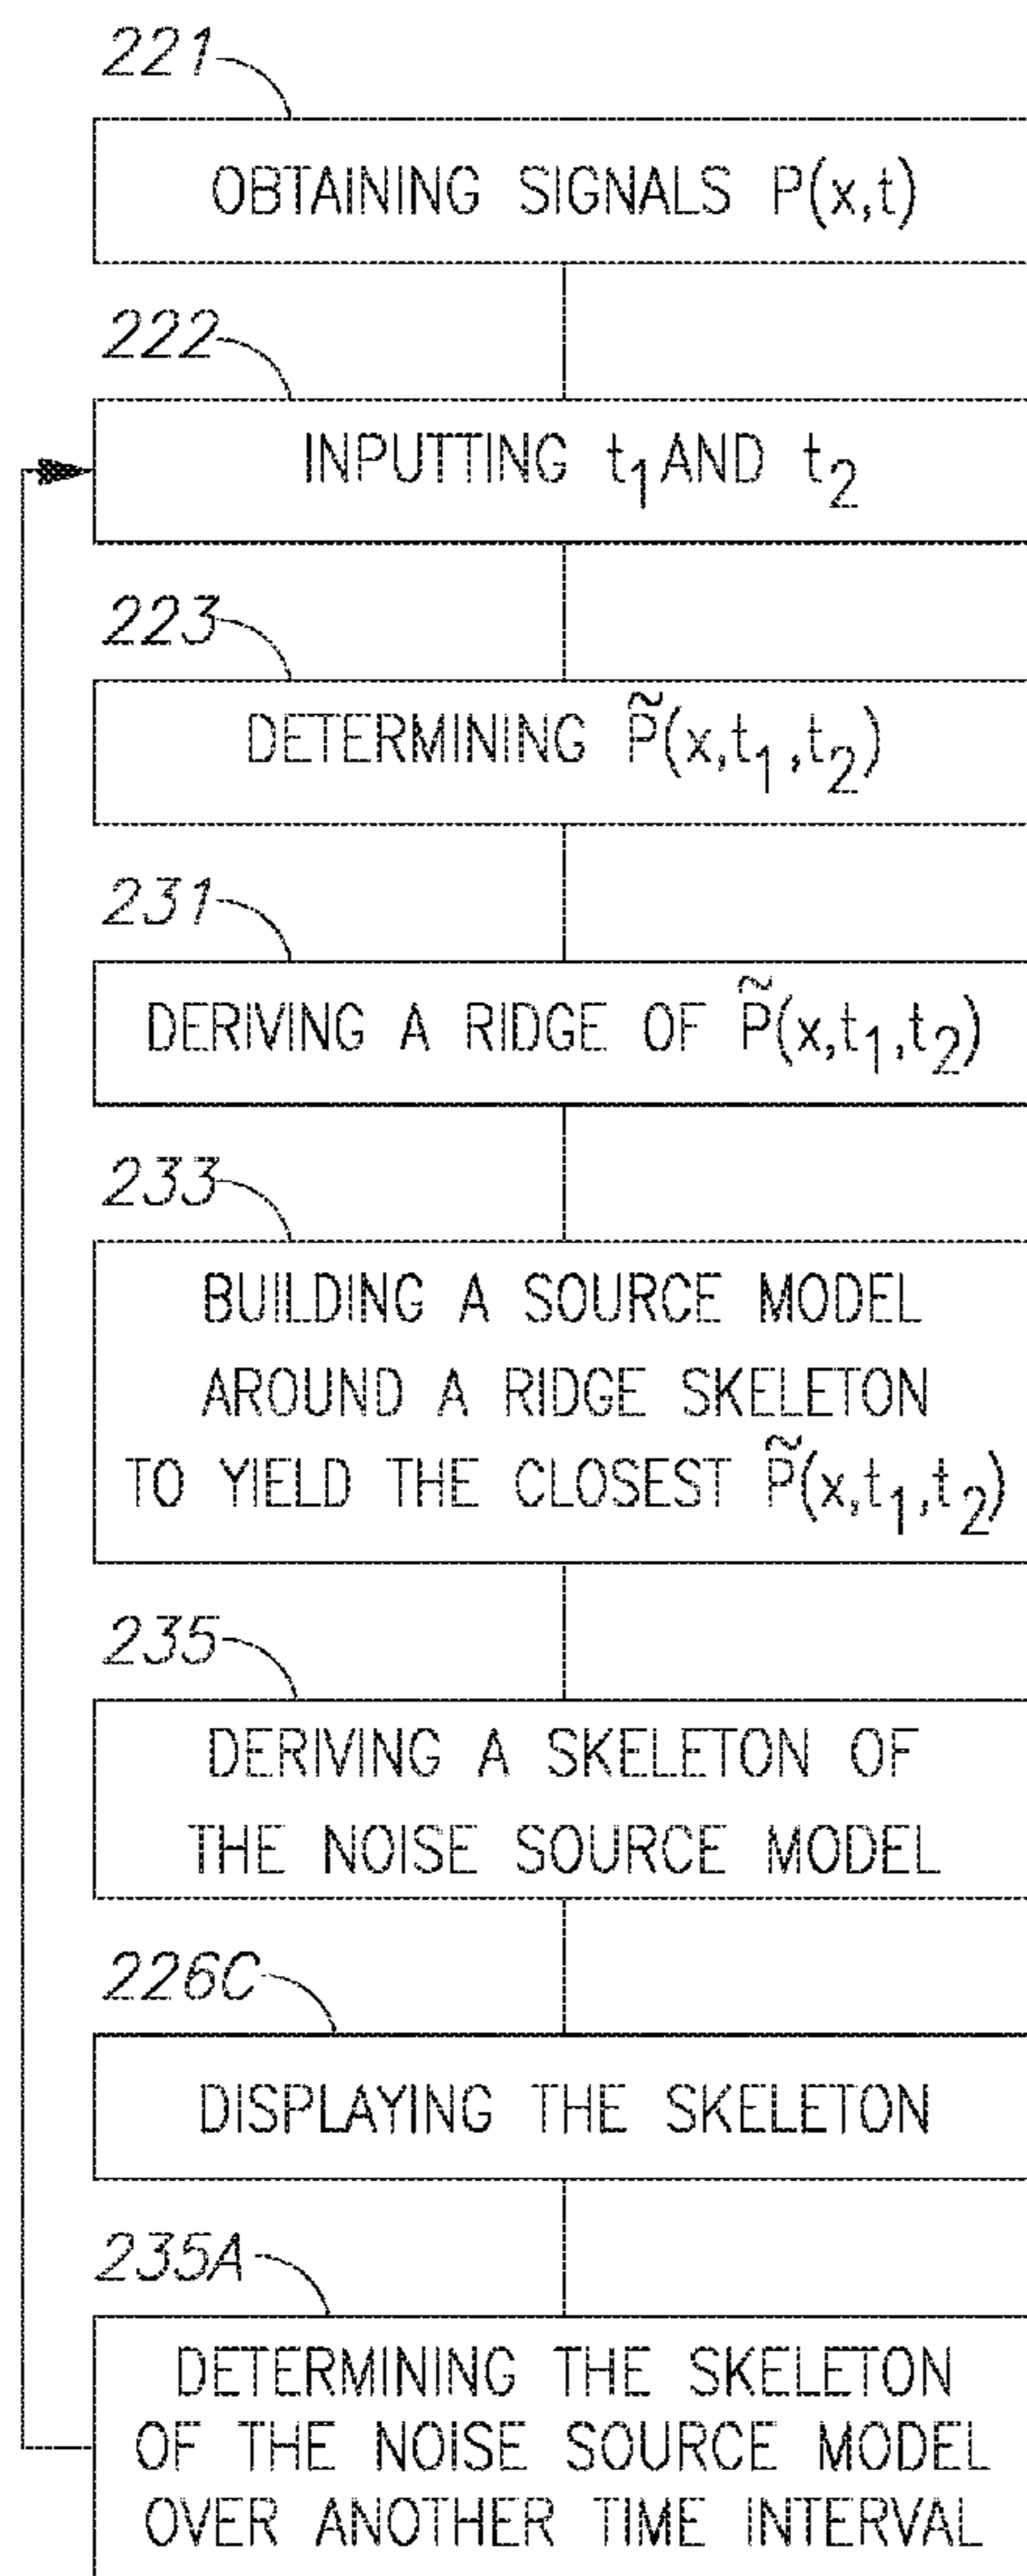 221
OBTAINING SIGNALS P(x,t)
222
INPUTTING t₁ AND t₂
223
DETERMINING P̃(x,t₁,t₂)
231
DERIVING A RIDGE OF P̃(x,t₁,t₂)
233
BUILDING A SOURCE MODEL
AROUND A RIDGE SKELETON
TO YIELD THE CLOSEST P̃(x,t₁,t₂)
235
DERIVING A SKELETON OF
THE NOISE SOURCE MODEL
226C
DISPLAYING THE SKELETON
235A
DETERMINING THE SKELETON
OF THE NOISE SOURCE MODEL
OVER ANOTHER TIME INTERVAL